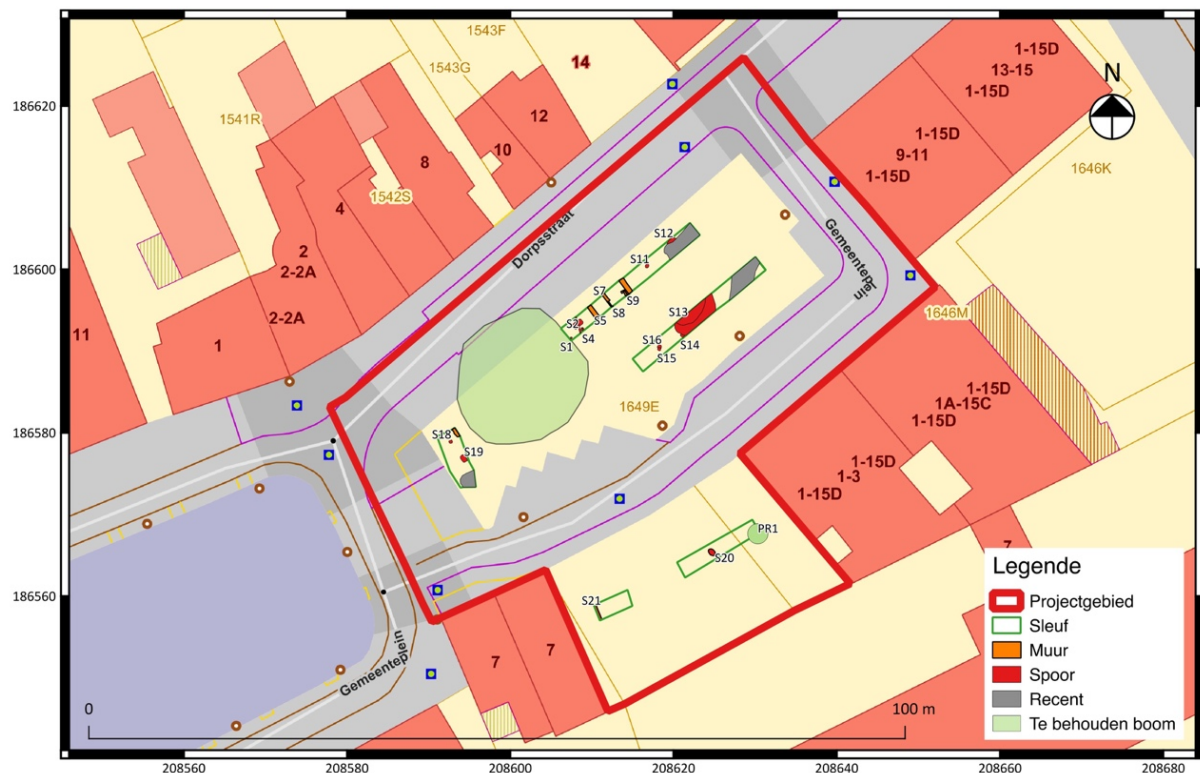 1543F
1-15D
13-15
1-15D
1543G
14
N
186620
12
1541R
1-15D
9-11
1-15D
10
8
1646K
1542S
4
Dorpsstraat
Gemeenteplein
2
2-2A
S12
S11
186600
S7
S9
S8
S13
2-2A
S2
S5
S4
S1
S14
S16
S15
1646M
11
1
1-15D
1A-15C
1-15D
1649E
186580
S18
S19
1-15D
1-3
1-15D
PR1
S20
7
186560
S21
7
7
Gemeenteplein
0
100 m
Legende
Projectgebied
Sleuf
Muur
Spoor
Recent
Te behouden boom
208560
208580
208600
208620
208640
208660
208680